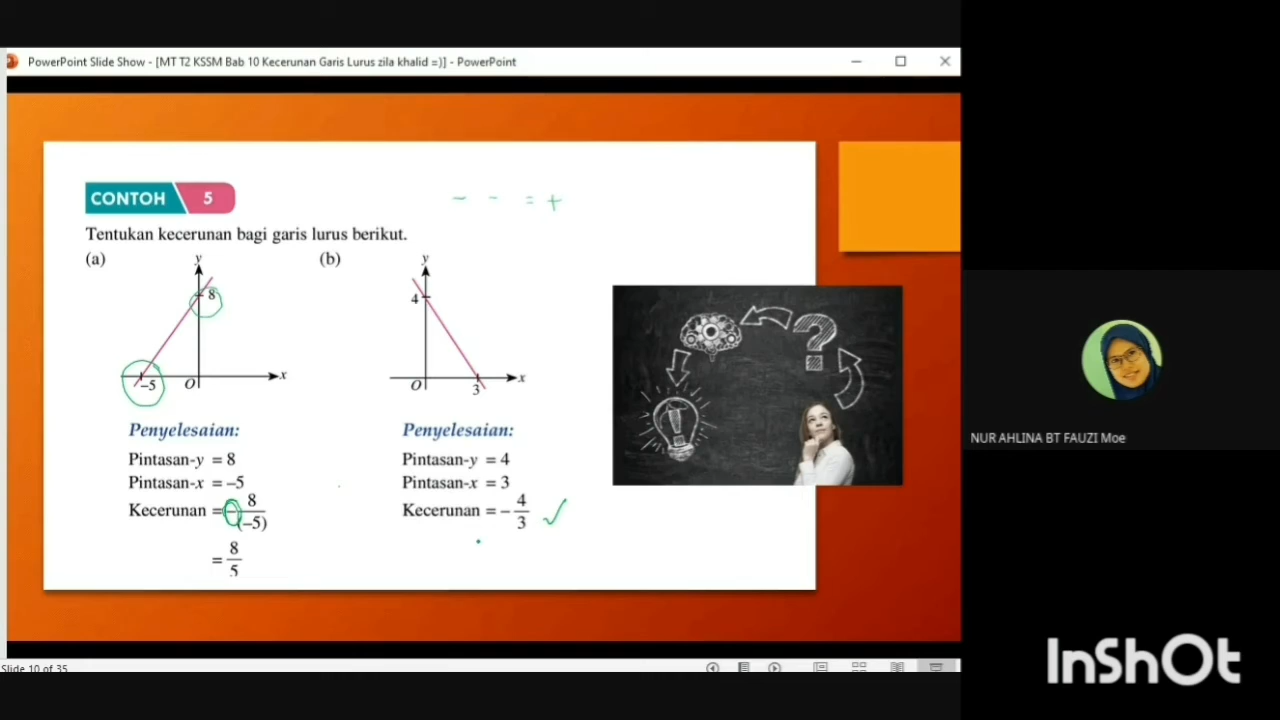 PowerPoint Slide Show - [MT T2 KSSM Bab 10 Kecerunan Garis Lurus zila khalid =)] - PowerPoint
CONTOH 5
- - = +
Tentukan kecerunan bagi garis lurus berikut.
(a)
y
8
-5
O
x
(b)
y
4
O
3
x
Penyelesaian:
Pintasan-y = 8
Pintasan-x = –5
Kecerunan = – 8/(–5)
= 8/5
Penyelesaian:
Pintasan-y = 4
Pintasan-x = 3
Kecerunan = – 4/3 ✓
?
NUR AHLINA BT FAUZI Moe
Slide 10 of 35
InShOt